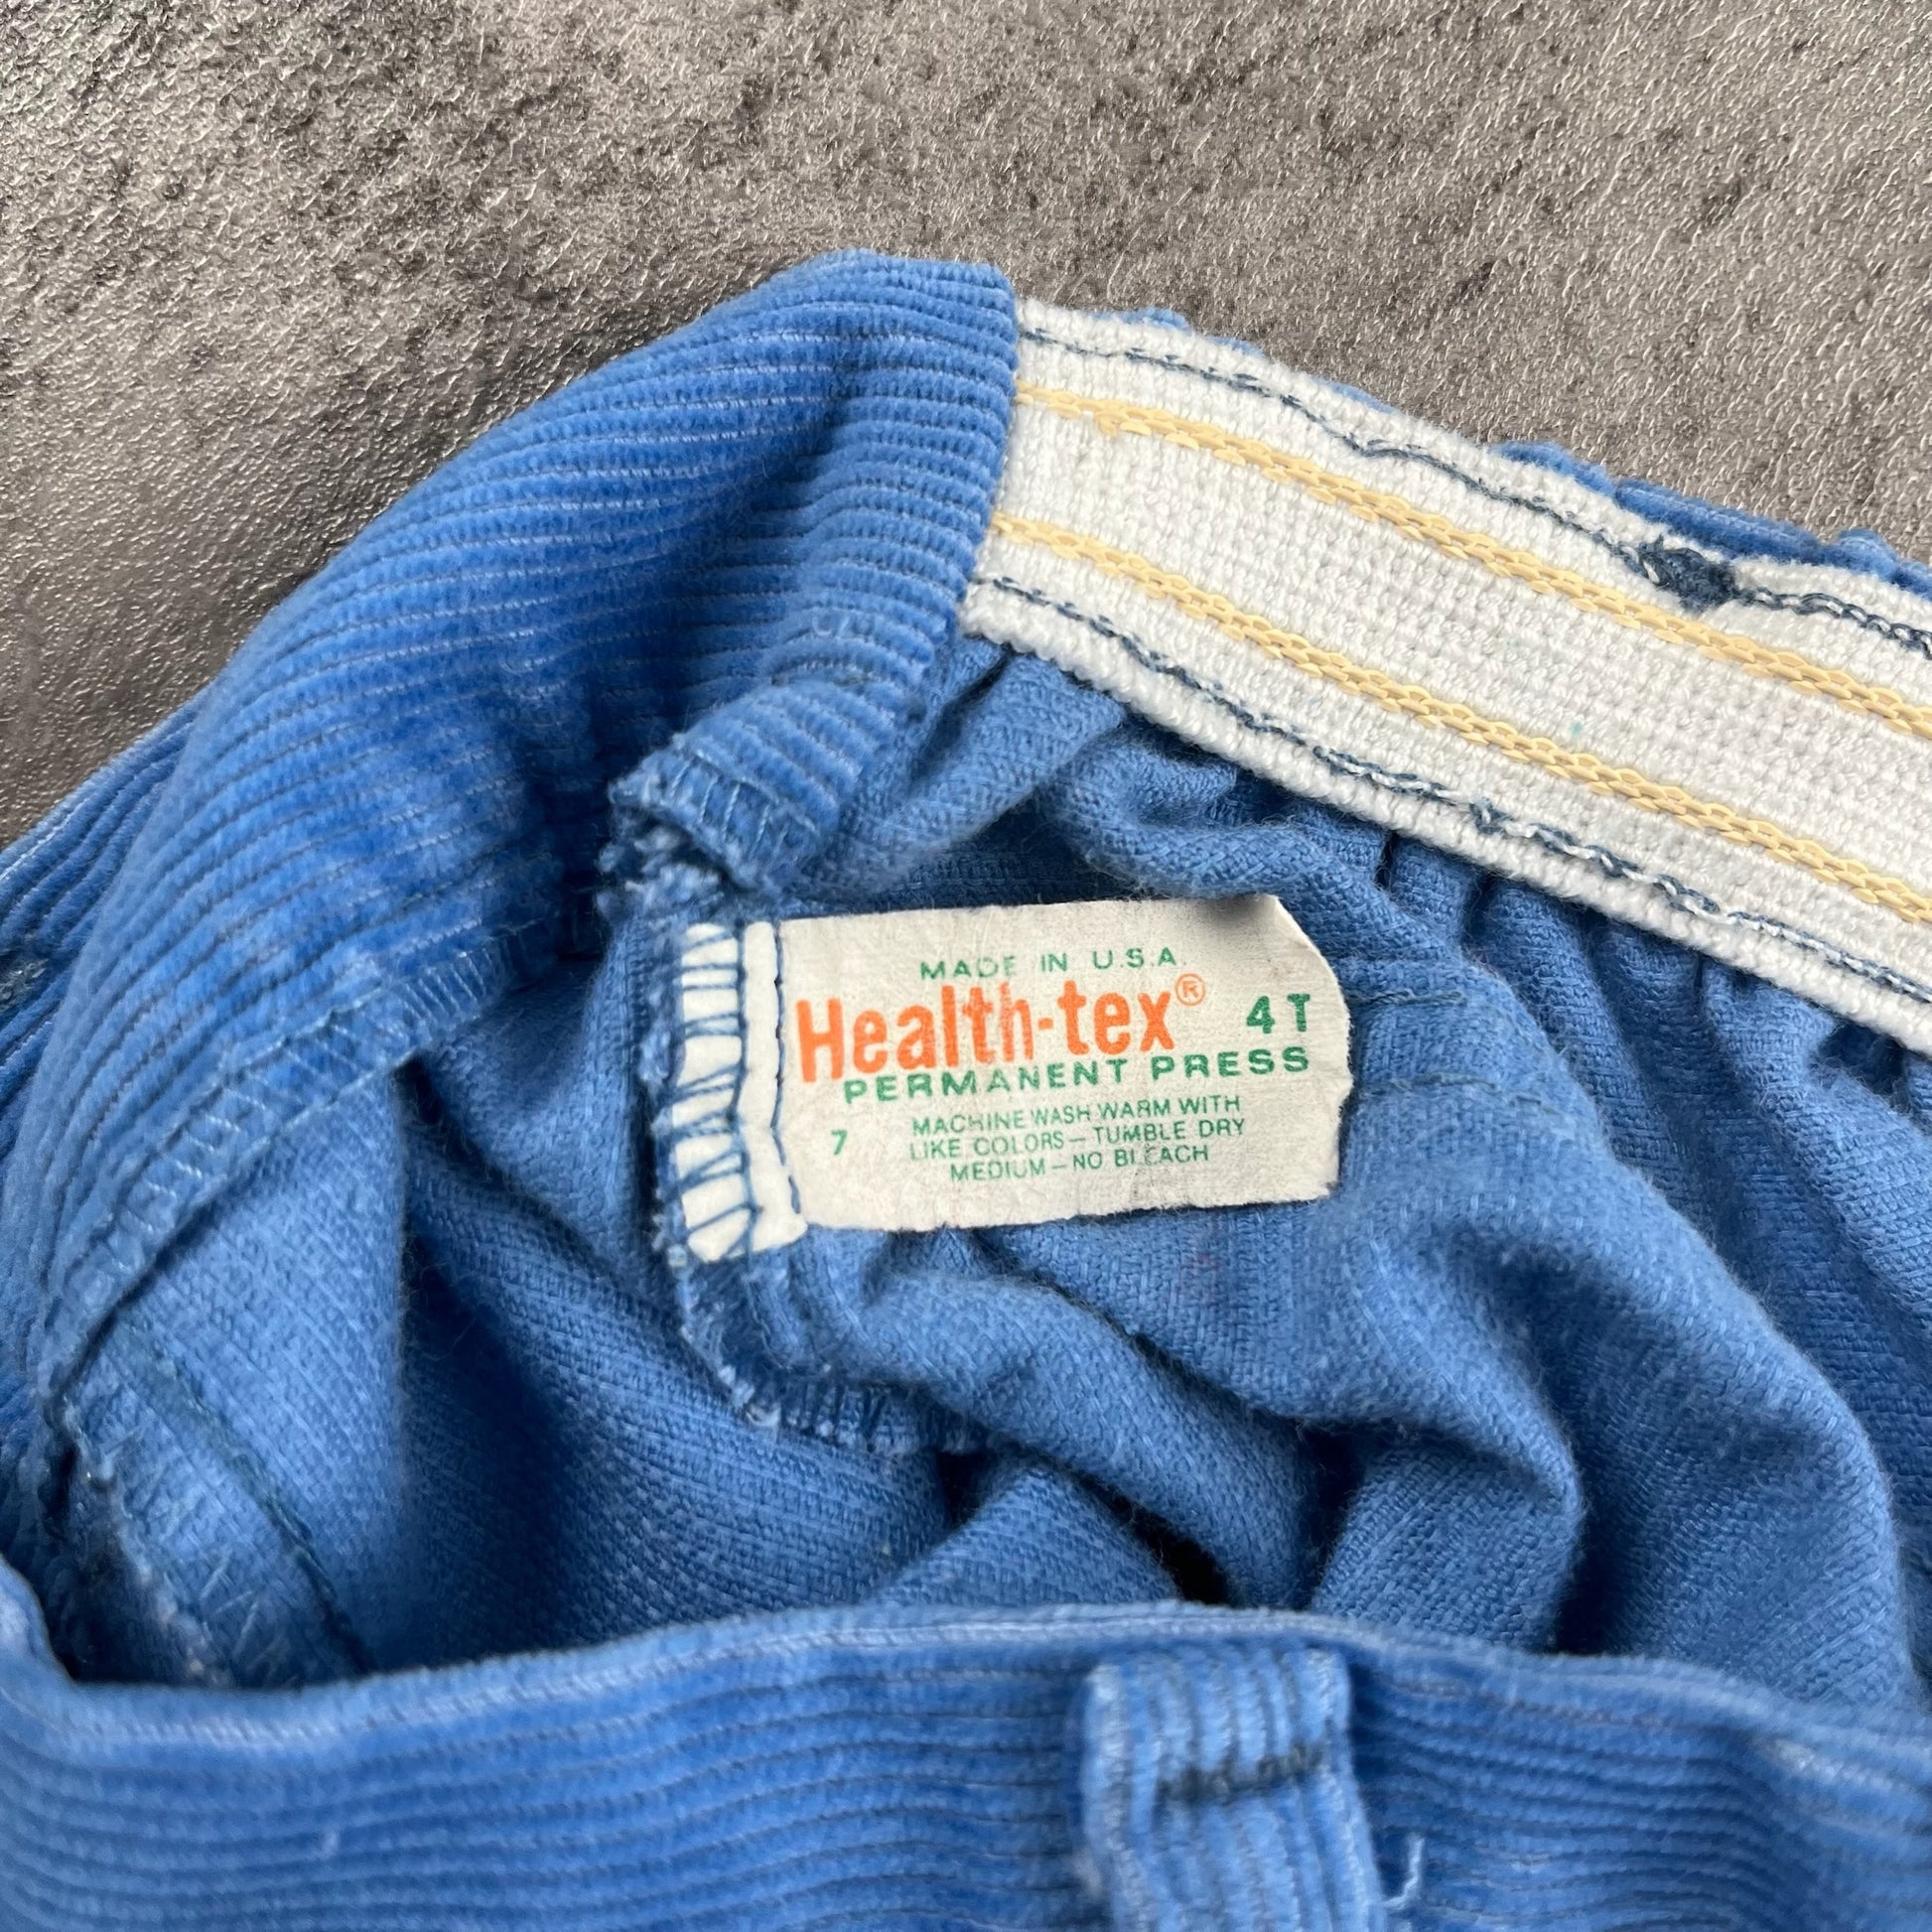 MADE IN U.S.A.
Health-tex® 4T
PERMANENT PRESS
MACHINE WASH WARM WITH
7 LIKE COLORS — TUMBLE DRY
MEDIUM — NO BLEACH